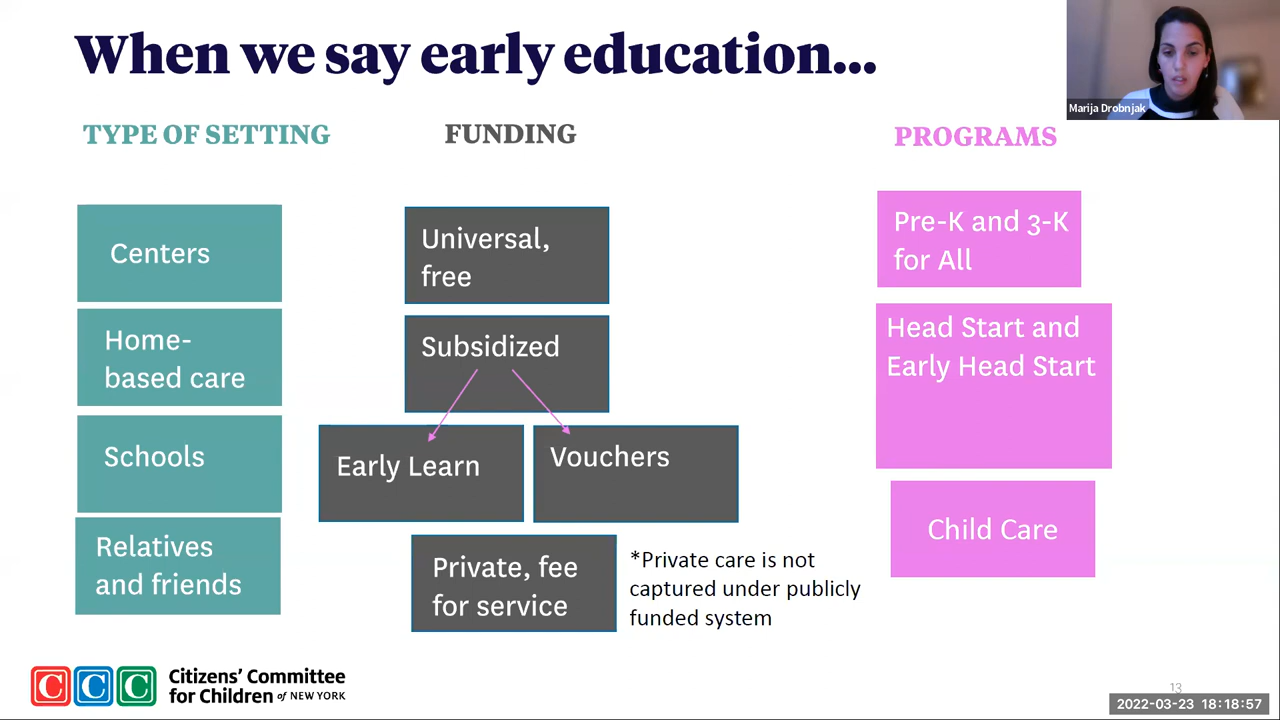 When we say early education...
Marija Drobnjak
TYPE OF SETTING
FUNDING
PROGRAMS
Centers
Home-
based care
Schools
Relatives
and friends
Universal,
free
Subsidized
Early Learn
Vouchers
Private, fee
for service
*Private care is not
captured under publicly
funded system
Pre-K and 3-K
for All
Head Start and
Early Head Start
Child Care
C C C
Citizens' Committee
for Children of NEW YORK
13
2022-03-23 18:18:57